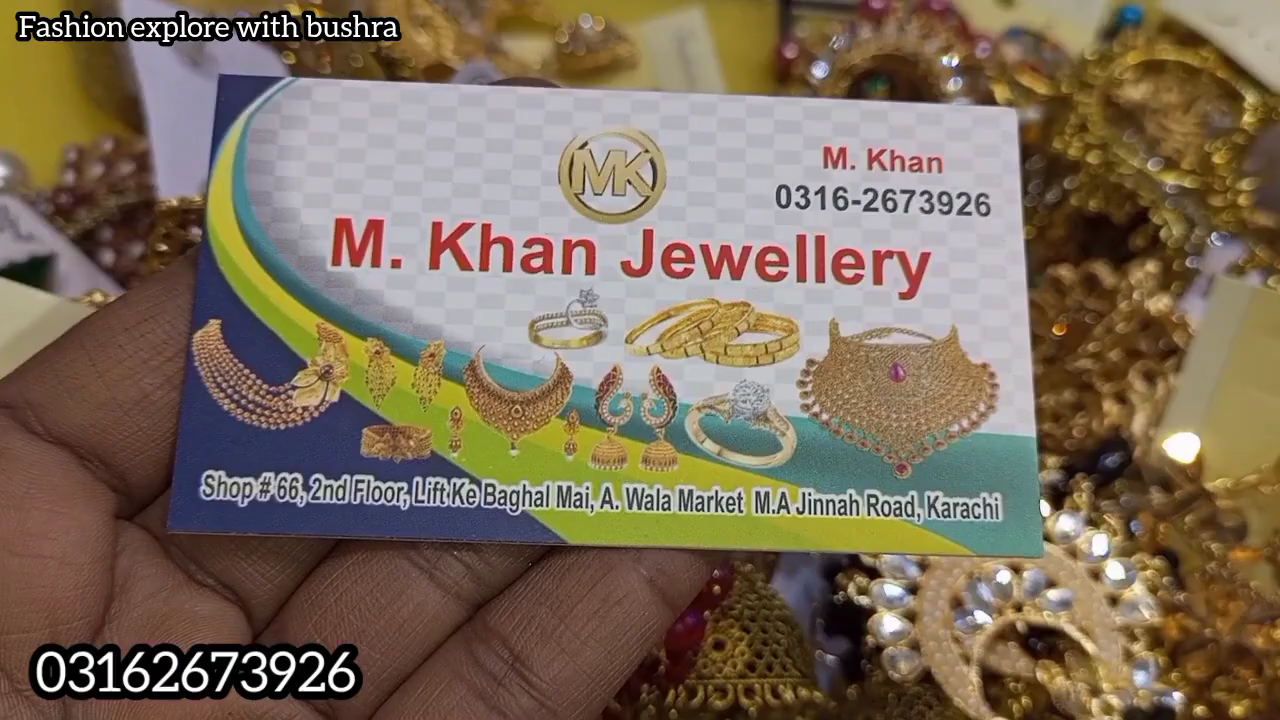 Fashion explore with bushra
MK
M. Khan
0316-2673926
M. Khan Jewellery
Shop # 66, 2nd Floor, Lift Ke Baghal Mai, A. Wala Market M.A Jinnah Road, Karachi
03162673926